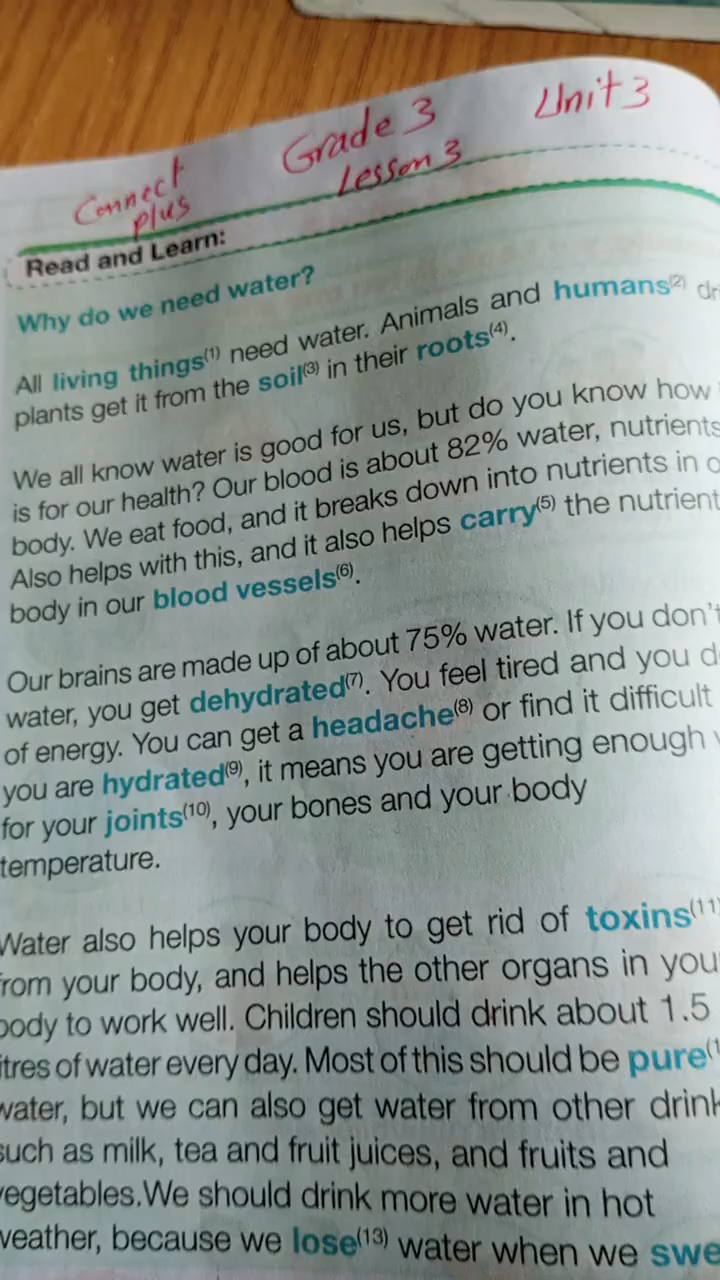 Connect plus
Grade 3
Lesson 3
Unit 3
Read and Learn:
Why do we need water?
All living things(1) need water. Animals and humans(2)
plants get it from the soil(3) in their roots(4).
We all know water is good for us, but do you know how
is for our health? Our blood is about 82% water, nutrients
body. We eat food, and it breaks down into nutrients in
Also helps with this, and it also helps carry(5) the nutrient
body in our blood vessels(6).
Our brains are made up of about 75% water. If you don't
water, you get dehydrated(7). You feel tired and you
of energy. You can get a headache(8) or find it difficult
you are hydrated(9), it means you are getting enough
for your joints(10), your bones and your body
temperature.
Water also helps your body to get rid of toxins(11)
from your body, and helps the other organs in you
body to work well. Children should drink about 1.5
litres of water every day. Most of this should be pure
water, but we can also get water from other drink
such as milk, tea and fruit juices, and fruits and
vegetables.We should drink more water in hot
weather, because we lose(13) water when we swe